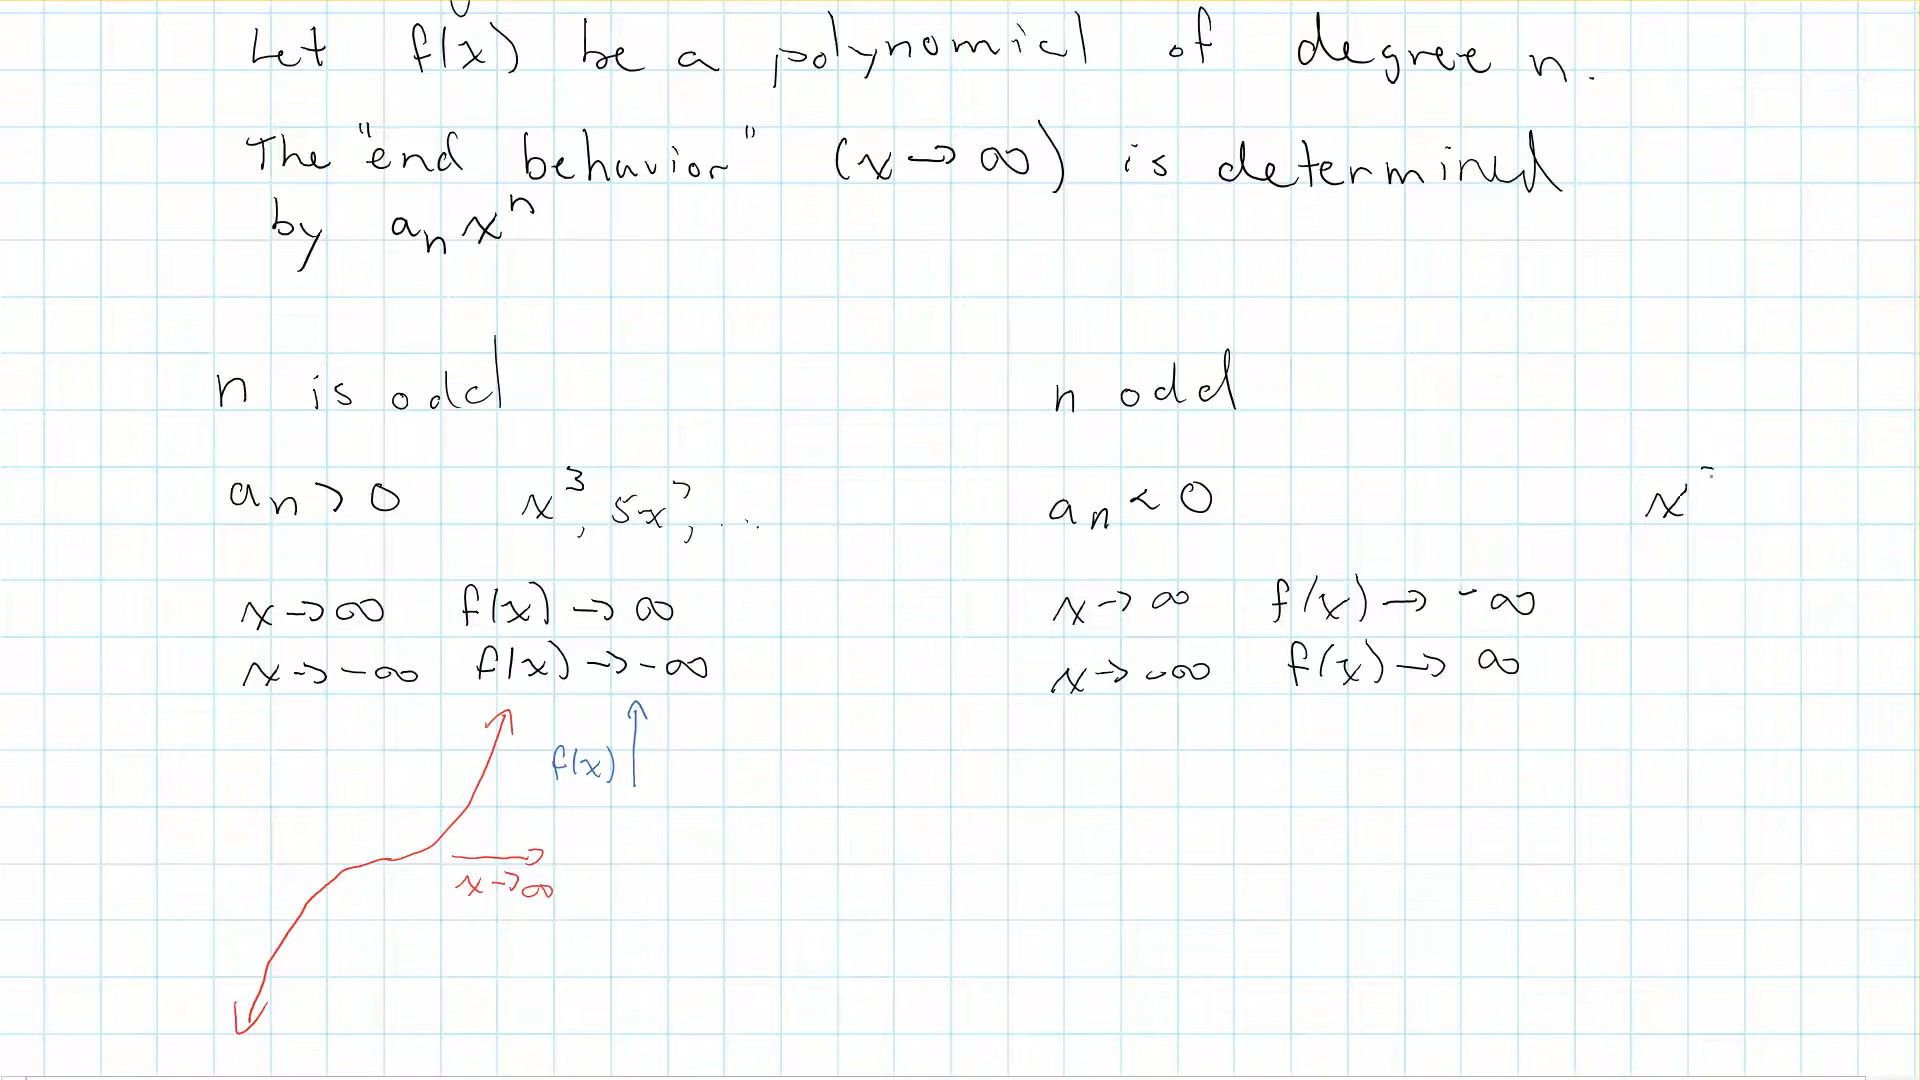 Let f(x) be a polynomial of degree n.
The "end behavior" (x → ∞) is determined
by aₙxⁿ
n is odd
aₙ > 0 x³, 5x⁷, ...
x → ∞ f(x) → ∞
x → -∞ f(x) → -∞
f(x)
x → ∞
n odd
aₙ < 0 x
x → ∞ f(x) → -∞
x → -∞ f(x) → ∞